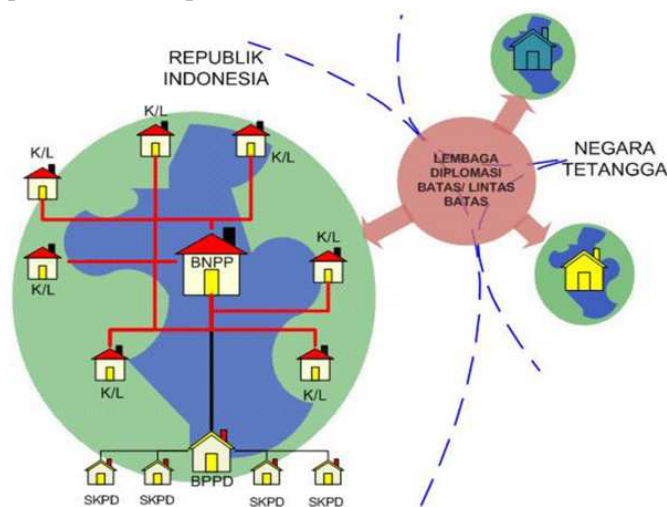 REPUBLIK
INDONESIA
K/L
K/L
K/L
NEGARA
TETANGGA
LEMBAGA
DIPLOMASI
BATAS/ LINTAS
BATAS
K/L
BNPP
K/L
K/L
K/L
BPPD
SKPD
SKPD
SKPD
SKPD